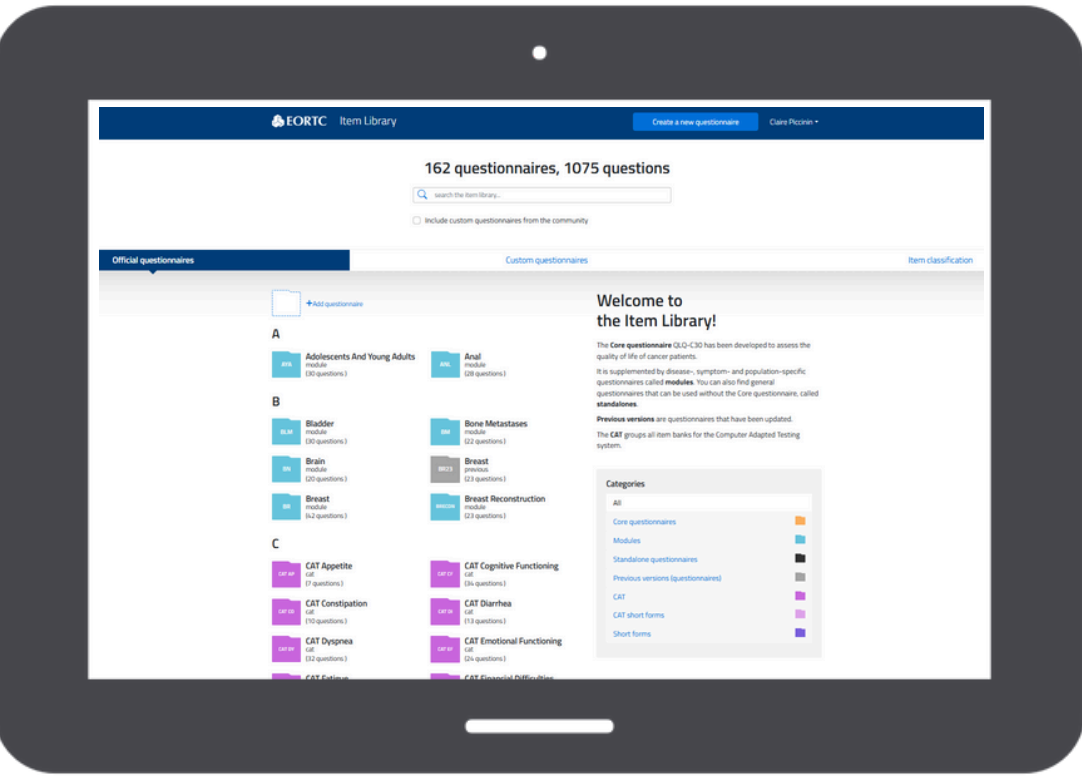 EORTC Item Library
Create a new questionnaire
Claire Piccinin
162 questionnaires, 1075 questions
search the item library...
Include custom questionnaires from the community
Official questionnaires
Custom questionnaires
Item classification
+Add questionnaire
A
AYA
Adolescents And Young Adults
module
(30 questions )
ANL
Anal
module
(28 questions )
B
BLM
Bladder
module
(30 questions )
BM
Bone Metastases
module
(22 questions )
BN
Brain
module
(20 questions )
BR23
Breast
previous
(23 questions )
BR
Breast
module
(42 questions )
BRECON
Breast Reconstruction
module
(23 questions )
C
CAT AP
CAT Appetite
cat
(7 questions )
CAT CF
CAT Cognitive Functioning
cat
(34 questions )
CAT CO
CAT Constipation
cat
(10 questions )
CAT DI
CAT Diarrhea
cat
(13 questions )
CAT DY
CAT Dyspnea
cat
(32 questions )
CAT EF
CAT Emotional Functioning
cat
(24 questions )
CAT Fatigue
CAT Financial Difficulties
Welcome to
the Item Library!
The Core questionnaire QLQ-C30 has been developed to assess the
quality of life of cancer patients.
It is supplemented by disease-, symptom- and population-specific
questionnaires called modules. You can also find general
questionnaires that can be used without the Core questionnaire, called
standalones.
Previous versions are questionnaires that have been updated.
The CAT groups all item banks for the Computer Adapted Testing
system.
Categories
All
Core questionnaires
Modules
Standalone questionnaires
Previous versions (questionnaires)
CAT
CAT short forms
Short forms